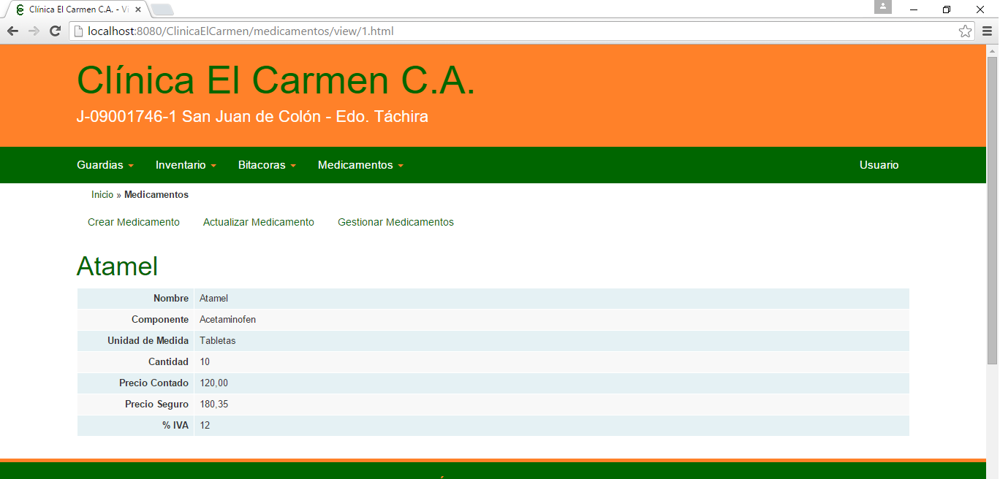 Clínica El Carmen C.A. - Vi
localhost:8080/ClinicaElCarmen/medicamentos/view/1.html
Clínica El Carmen C.A.
J-09001746-1 San Juan de Colón - Edo. Táchira
Guardias Inventario Bitacoras Medicamentos Usuario
Inicio » Medicamentos
Crear Medicamento Actualizar Medicamento Gestionar Medicamentos
Atamel
Nombre Atamel
Componente Acetaminofen
Unidad de Medida Tabletas
Cantidad 10
Precio Contado 120,00
Precio Seguro 180,35
% IVA 12